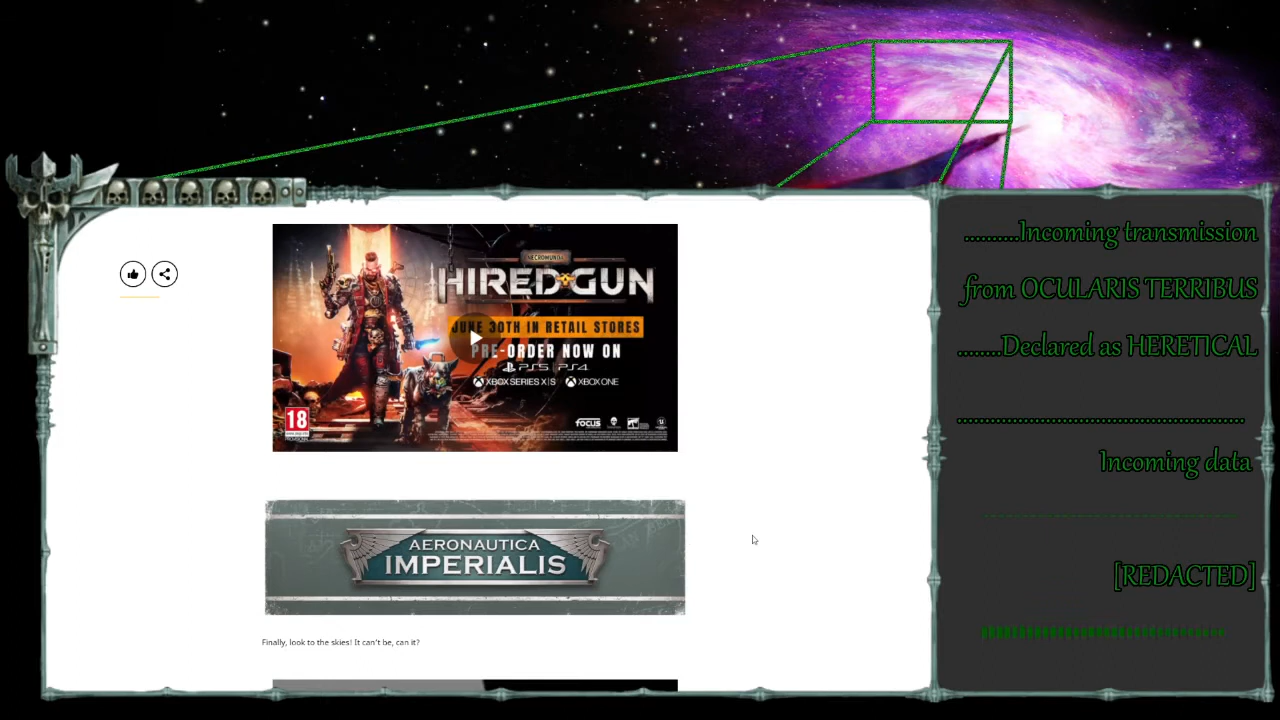 NECROMUNDA
HIRED GUN
JUNE 30TH IN RETAIL STORES
PRE-ORDER NOW ON
PS5 | PS4
XBOX SERIES X|S XBOX ONE
18
PROVISIONAL
FOCUS
AERONAUTICA
IMPERIALIS
Finally, look to the skies! It can't be, can it?
..........Incoming transmission
from OCULARIS TERRIBUS
........Declared as HERETICAL
Incoming data
[REDACTED]